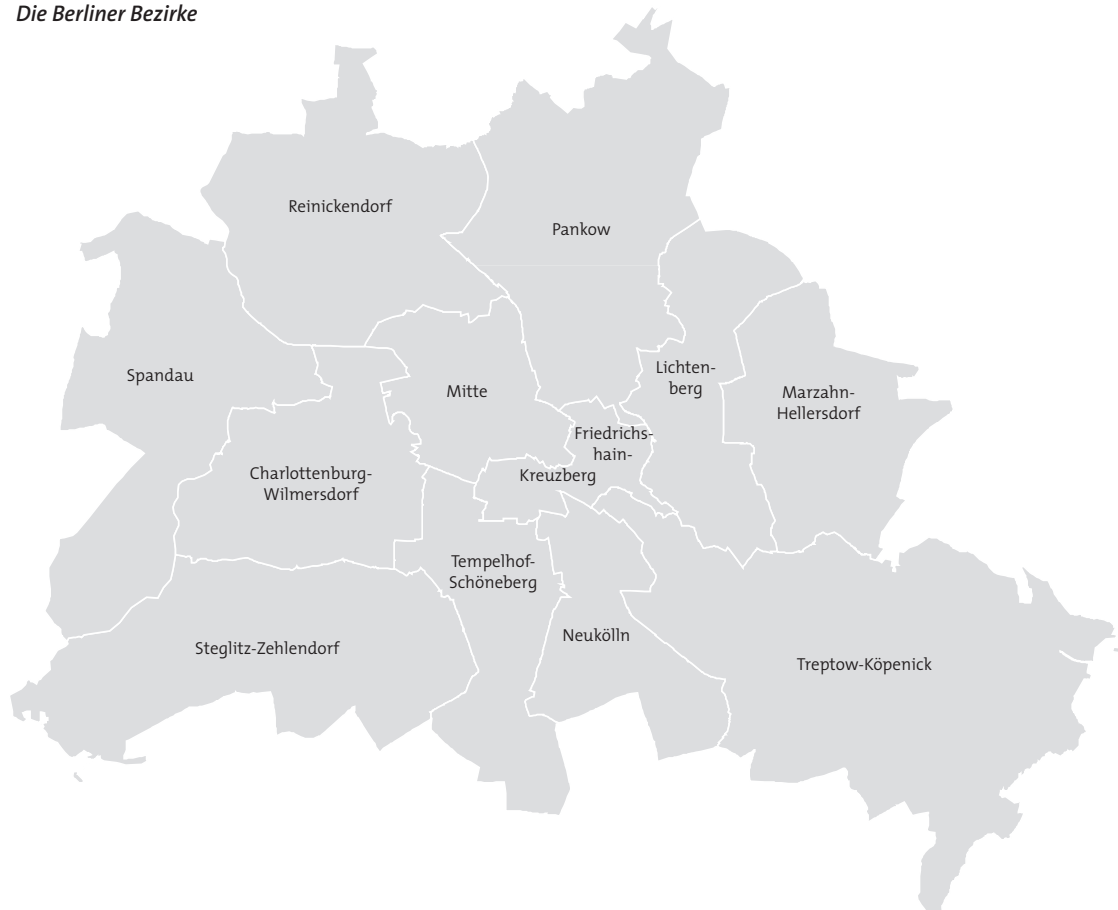 Die Berliner Bezirke
Reinickendorf
Pankow
Spandau
Mitte
Lichten-
berg
Marzahn-
Hellersdorf
Friedrichs-
hain-
Kreuzberg
Charlottenburg-
Wilmersdorf
Tempelhof-
Schöneberg
Neukölln
Steglitz-Zehlendorf
Treptow-Köpenick